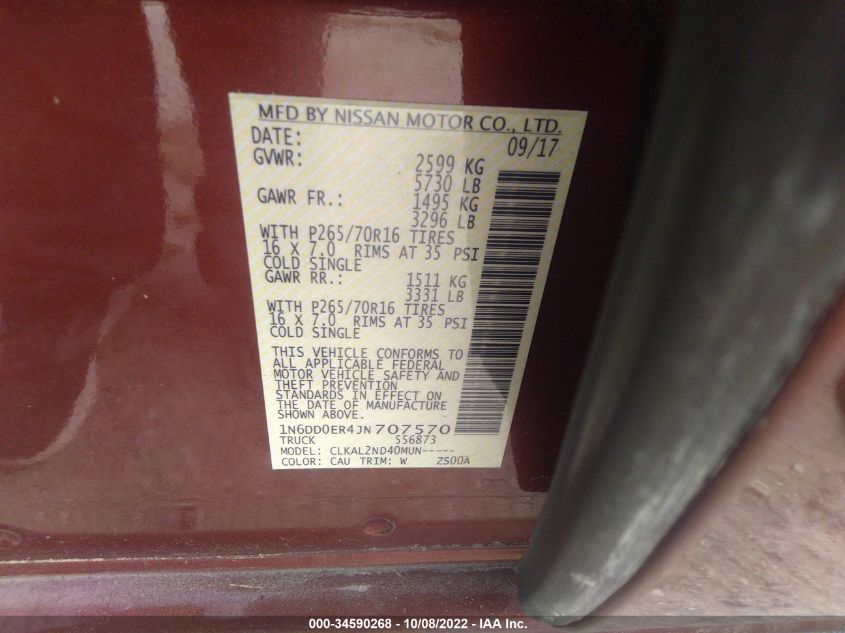 MFD BY NISSAN MOTOR CO., LTD.
DATE: 09/17
GVWR: 2599 KG
5730 LB
GAWR FR.: 1495 KG
3296 LB
WITH P265/70R16 TIRES
16 X 7.0 RIMS AT 35 PSI
COLD SINGLE
GAWR RR.: 1511 KG
3331 LB
WITH P265/70R16 TIRES
16 X 7.0 RIMS AT 35 PSI
COLD SINGLE
THIS VEHICLE CONFORMS TO
ALL APPLICABLE FEDERAL
MOTOR VEHICLE SAFETY AND
THEFT PREVENTION
STANDARDS IN EFFECT ON
THE DATE OF MANUFACTURE
SHOWN ABOVE.
1N6DD0ER4JN707570
TRUCK 556873
MODEL: CLKAL2ND40MUN-----
COLOR: CAU TRIM: W ZS00A
000-34590268 - 10/08/2022 - IAA Inc.